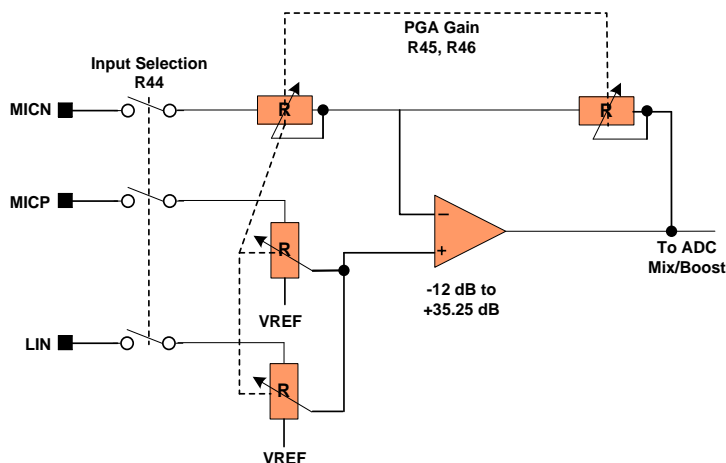 PGA Gain
R45, R46
Input Selection
R44
MICN
R
R
MICP
R
−
+
To ADC
Mix/Boost
-12 dB to
+35.25 dB
VREF
LIN
R
VREF